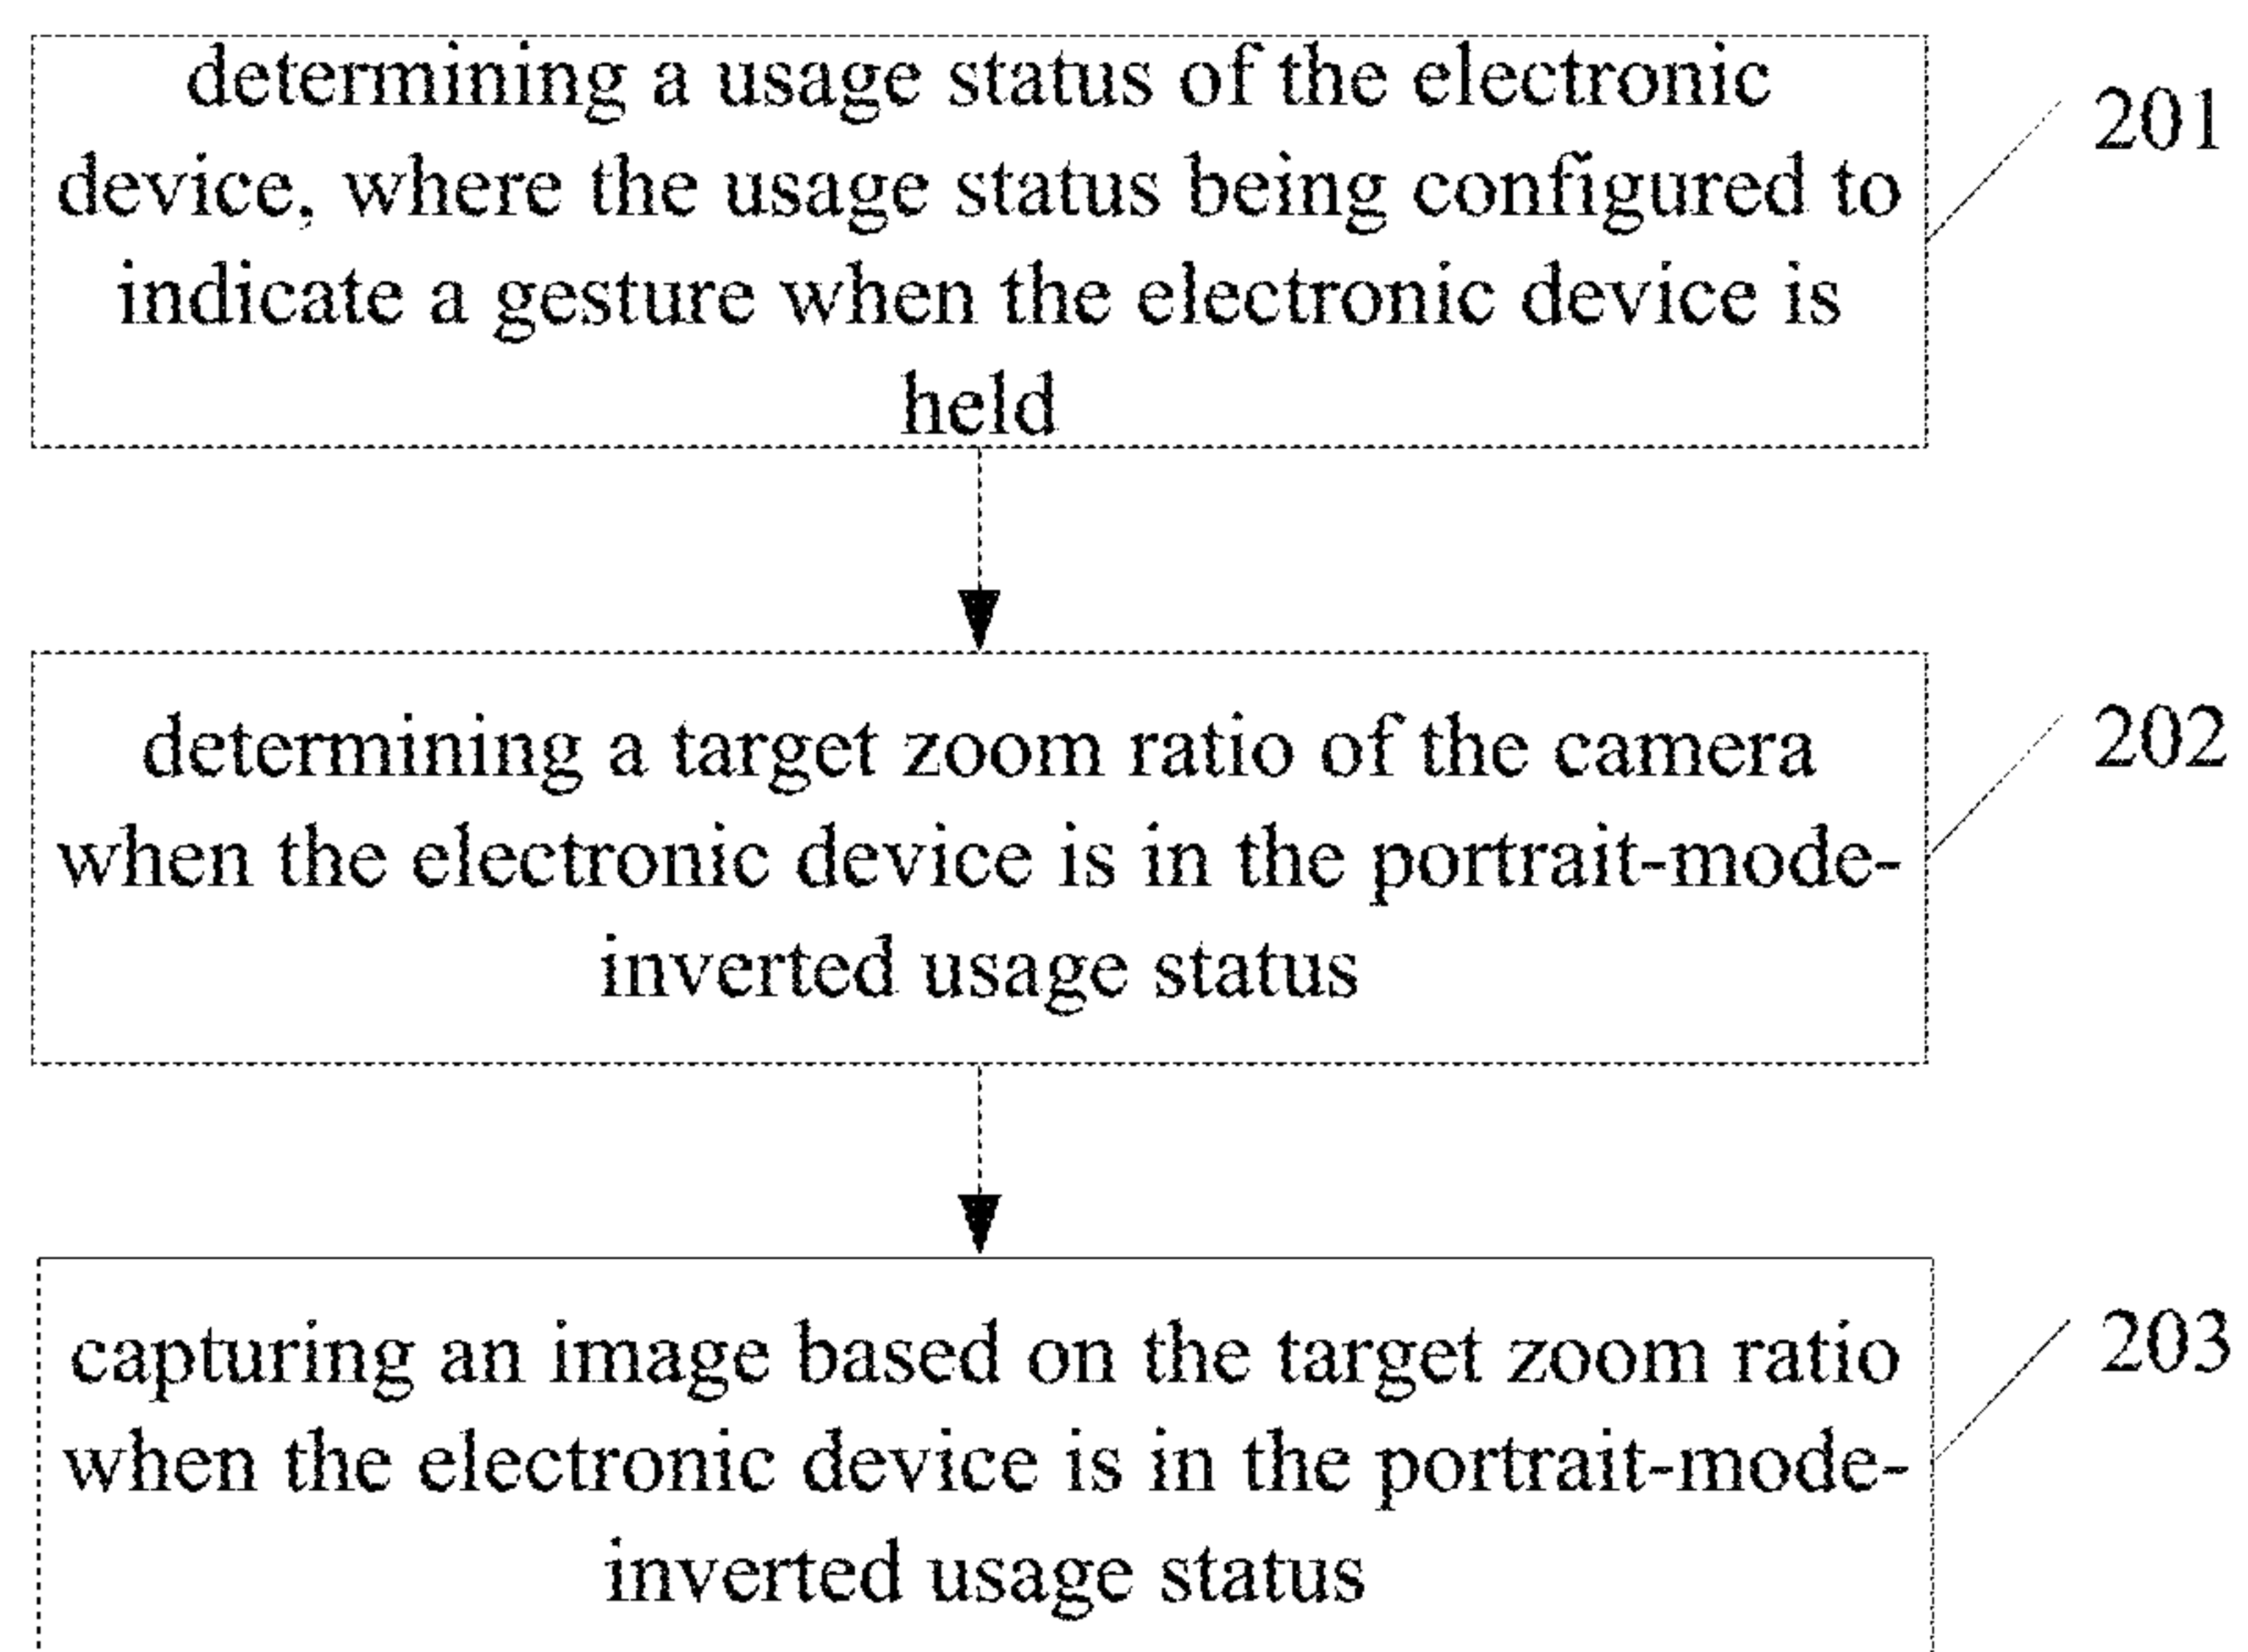 determining a usage status of the electronic
device, where the usage status being configured to
indicate a gesture when the electronic device is
held
201
determining a target zoom ratio of the camera
when the electronic device is in the portrait-mode-
inverted usage status
202
capturing an image based on the target zoom ratio
when the electronic device is in the portrait-mode-
inverted usage status
203